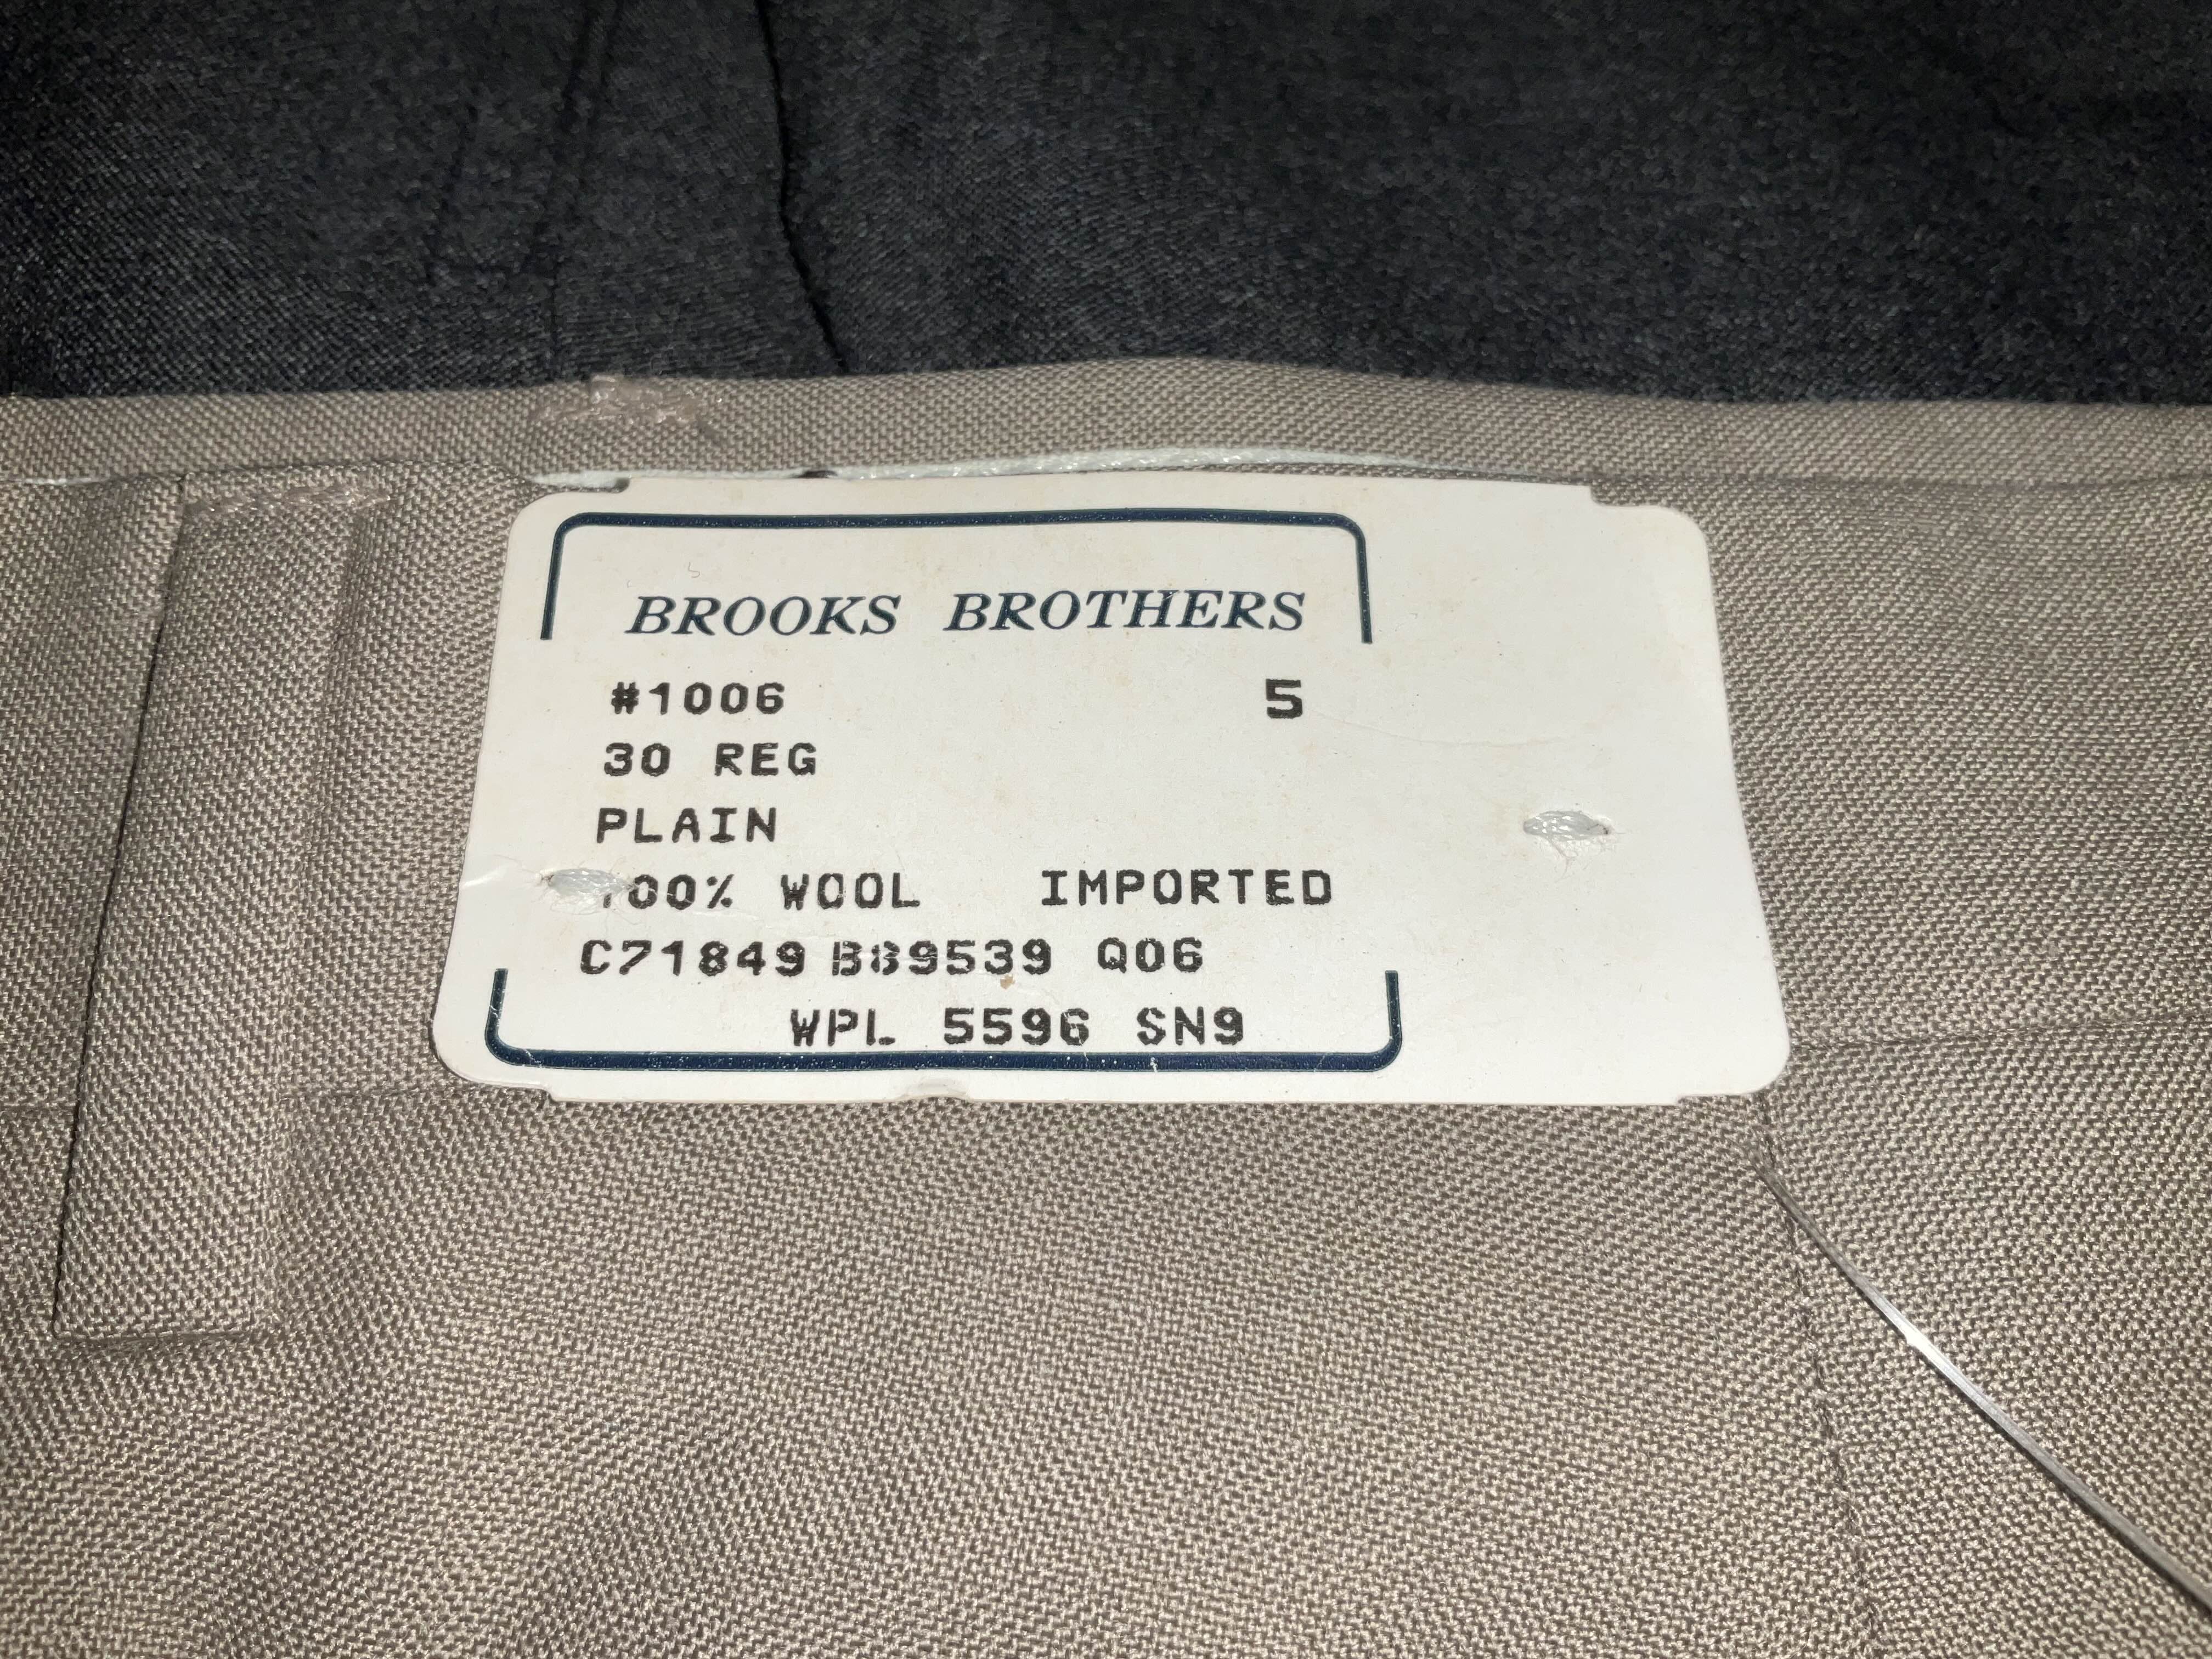 BROOKS BROTHERS
#1006 5
30 REG
PLAIN
100% WOOL IMPORTED
C71849 B89539 Q06
WPL 5596 SN9